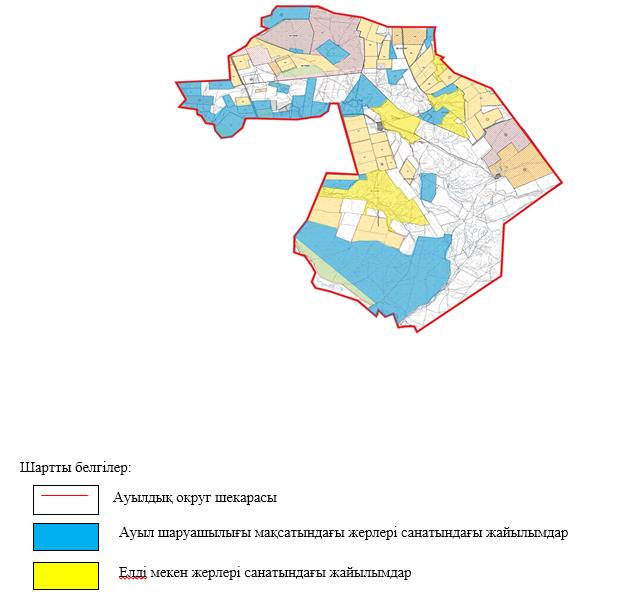 Шартты белгілер:
Ауылдық округ шекарасы
Ауыл шаруашылығы мақсатындағы жерлері санатындағы жайылымдар
Елді мекен жерлері санатындағы жайылымдар